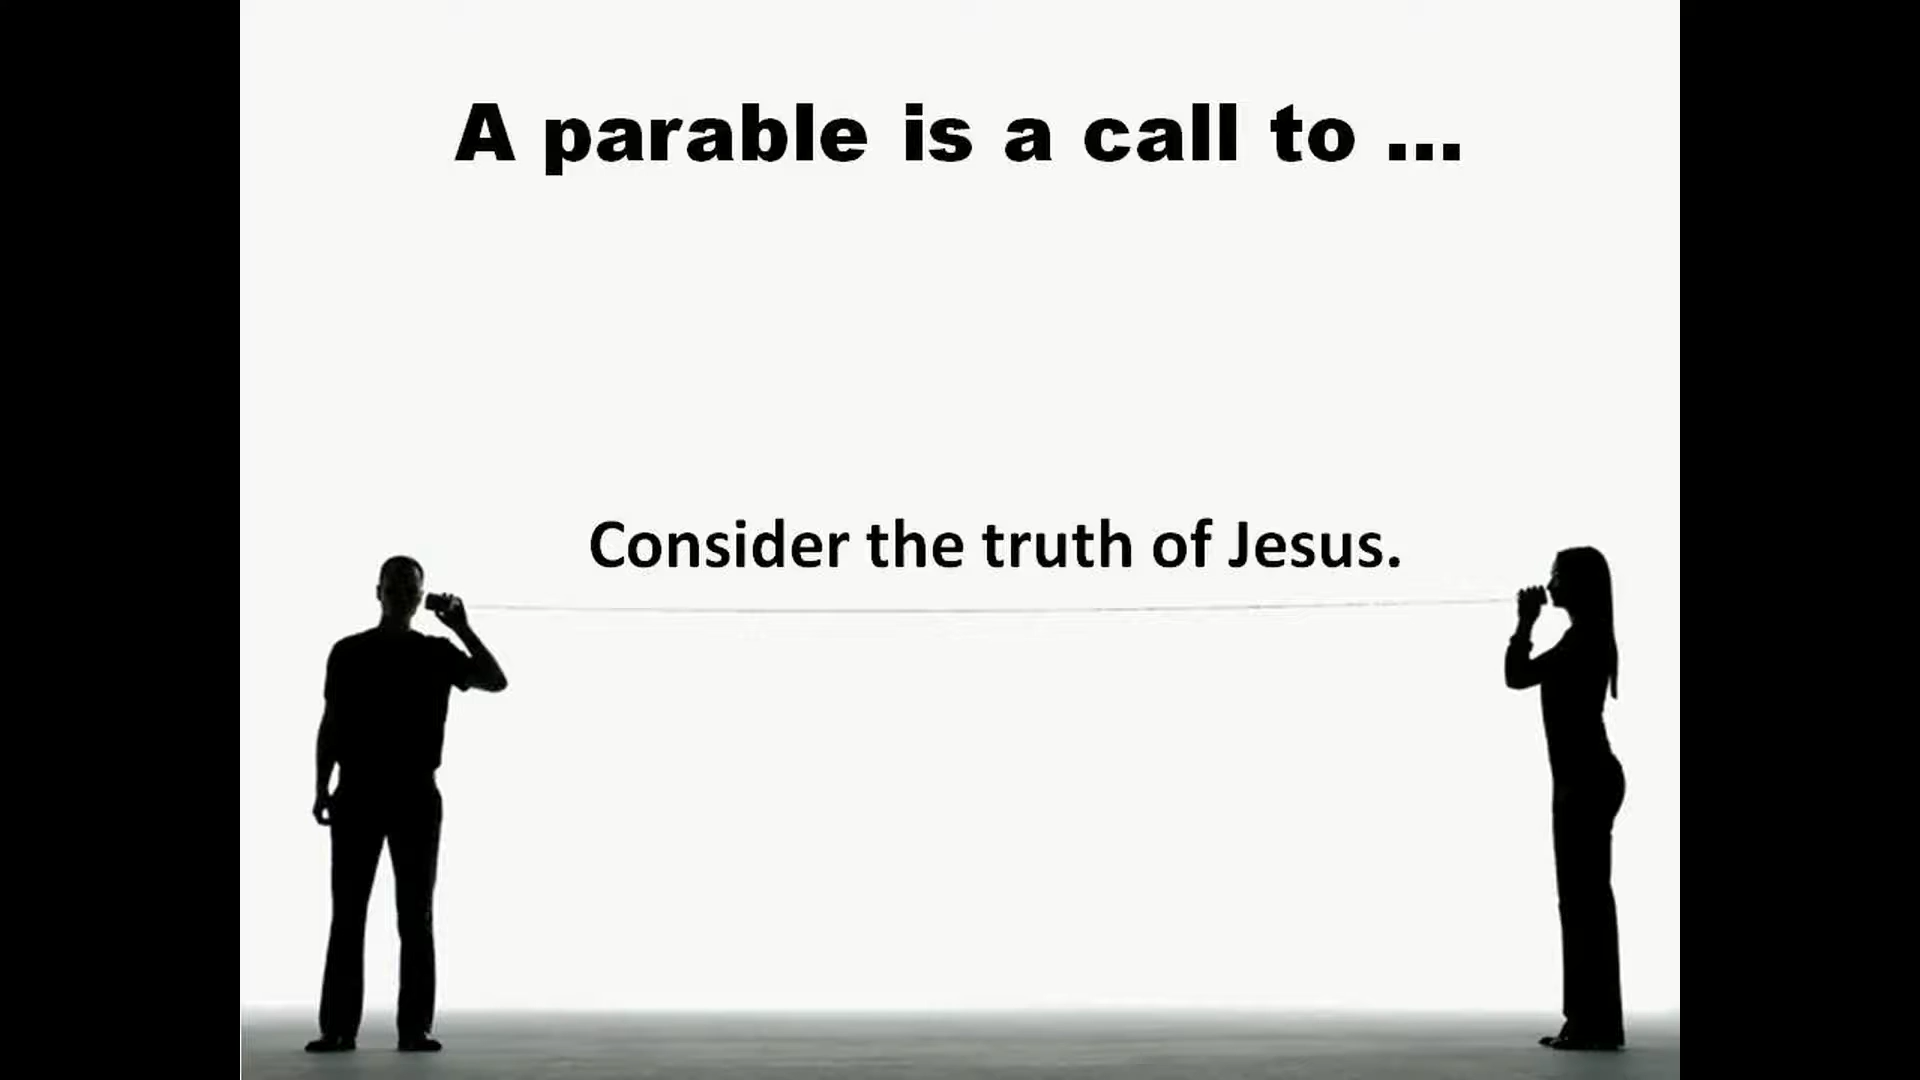 A parable is a call to ...
Consider the truth of Jesus.